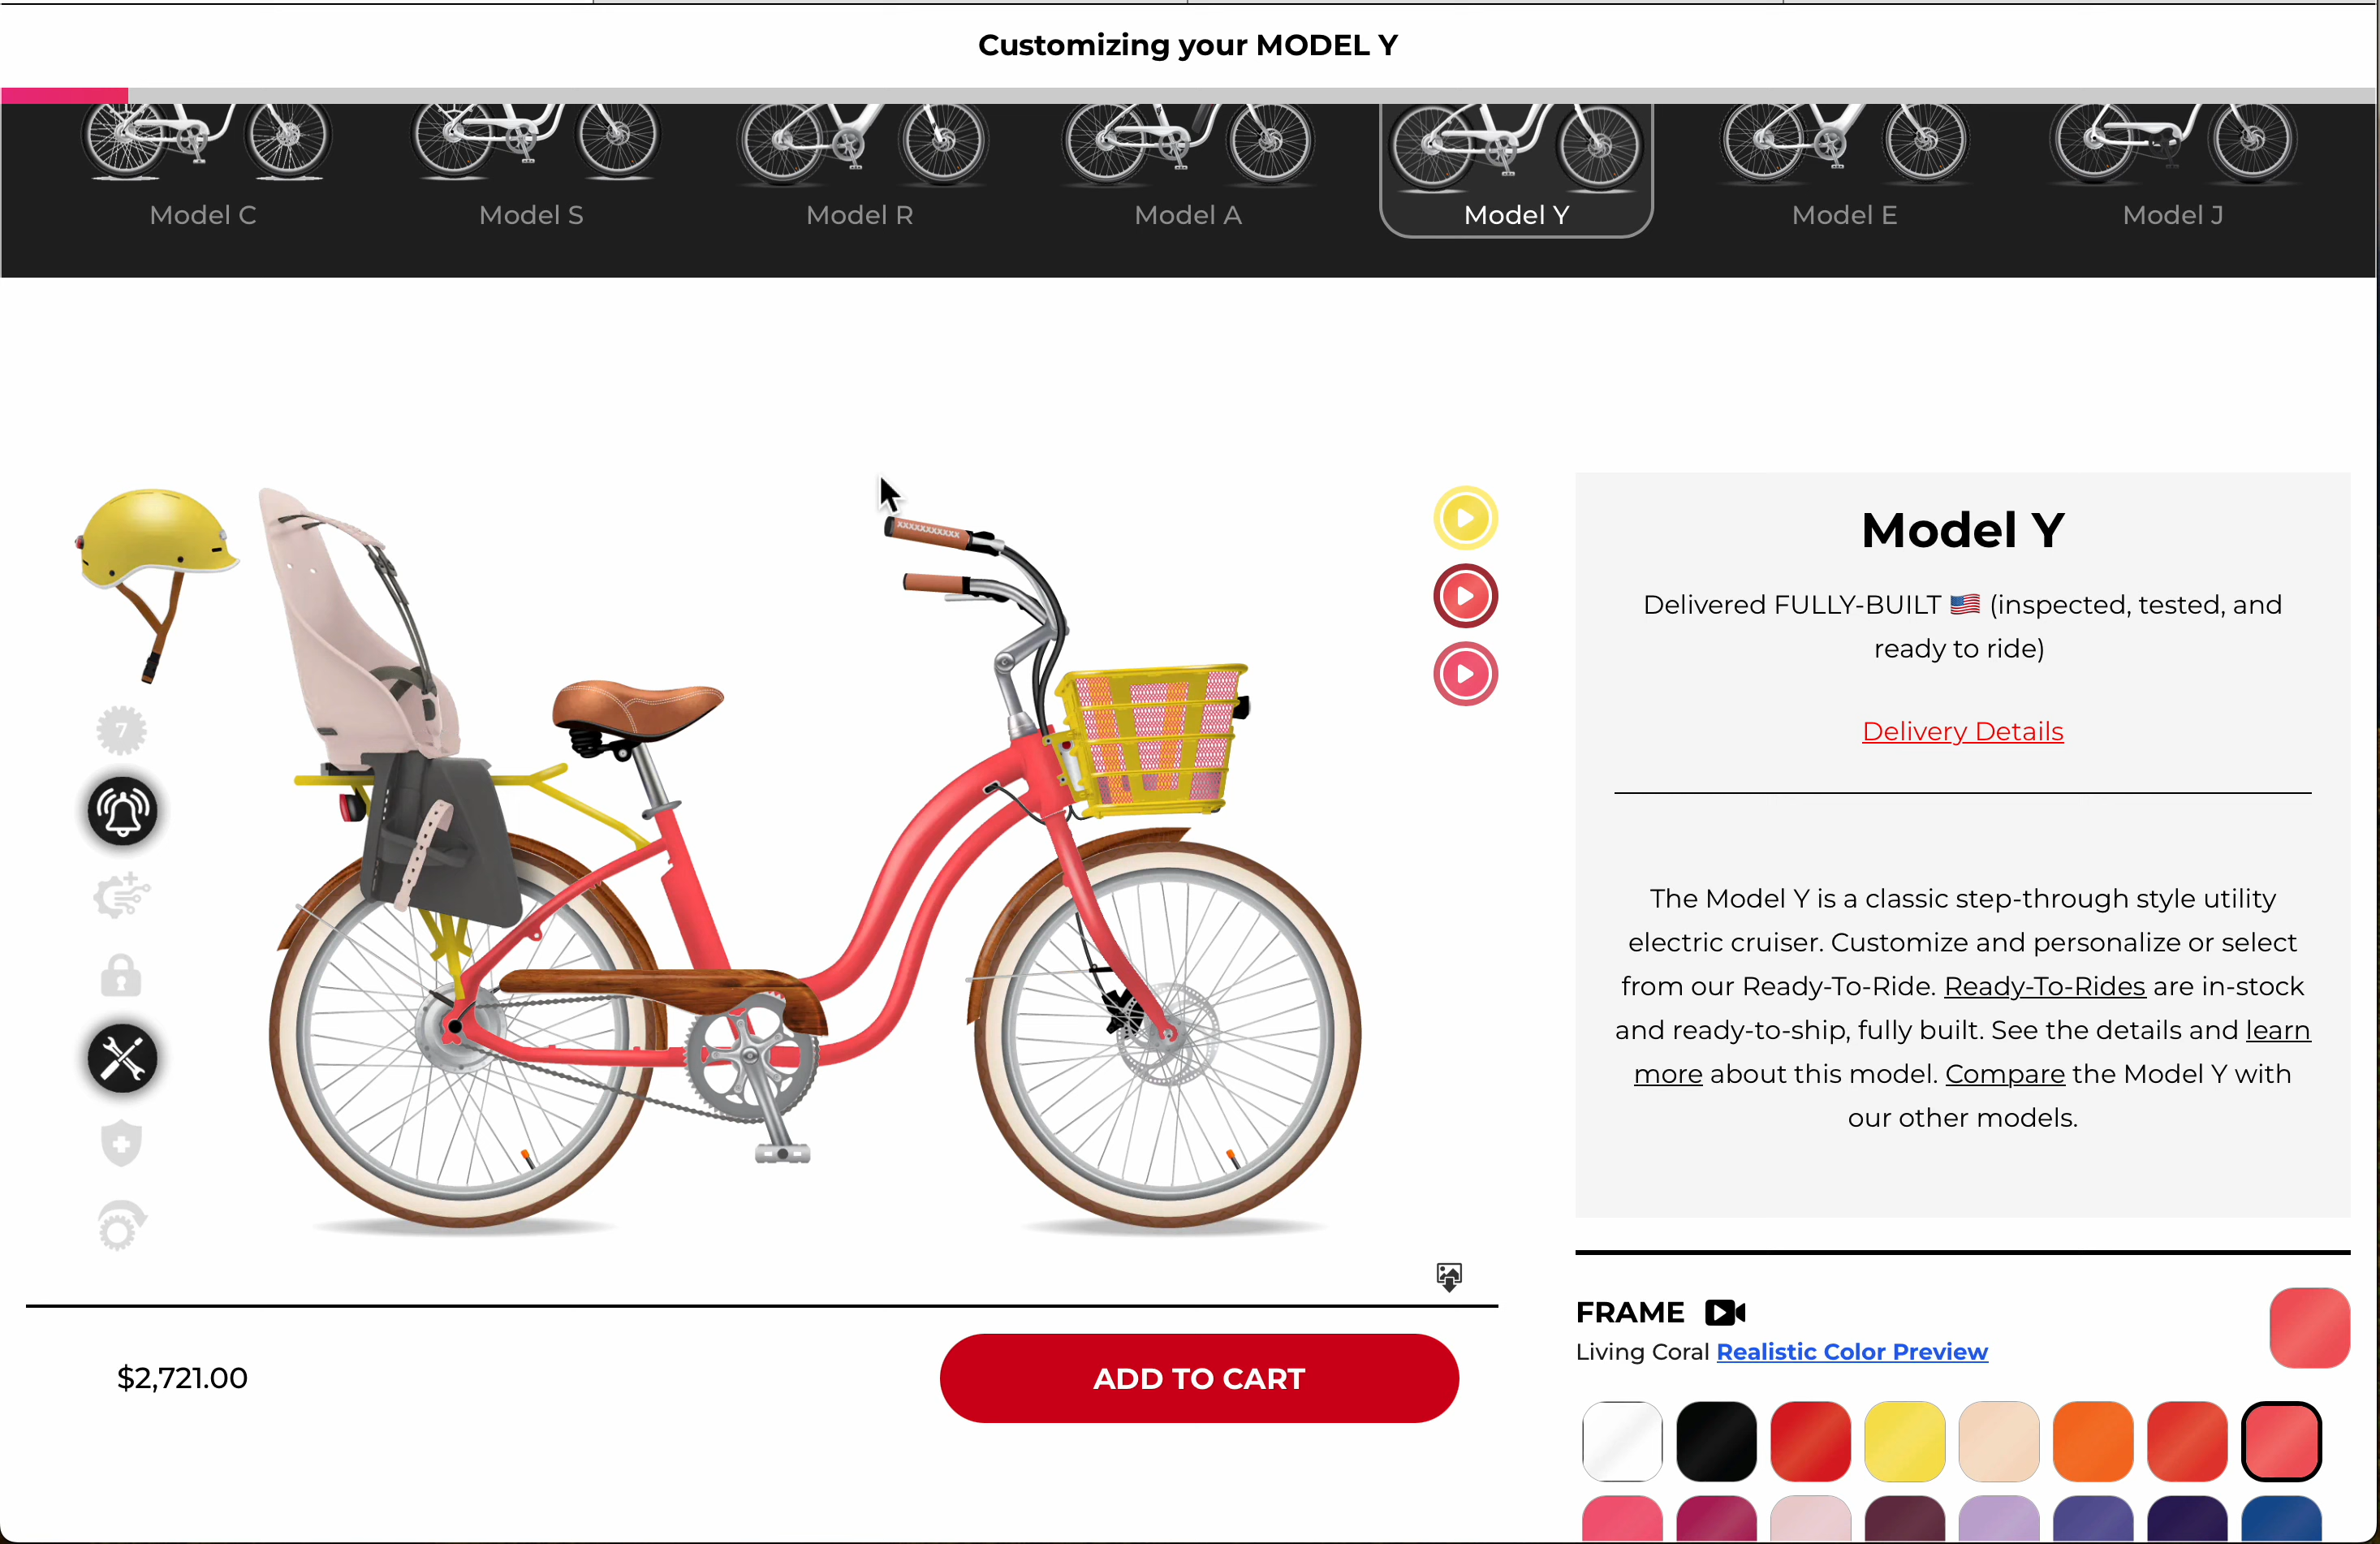 Customizing your MODEL Y
Model C
Model S
Model R
Model A
Model Y
Model E
Model J
Model Y
Delivered FULLY-BUILT 🇺🇸 (inspected, tested, and
ready to ride)
Delivery Details
The Model Y is a classic step-through style utility
electric cruiser. Customize and personalize or select
from our Ready-To-Ride. Ready-To-Rides are in-stock
and ready-to-ship, fully built. See the details and learn
more about this model. Compare the Model Y with
our other models.
7
FRAME
Living Coral Realistic Color Preview
$2,721.00
ADD TO CART